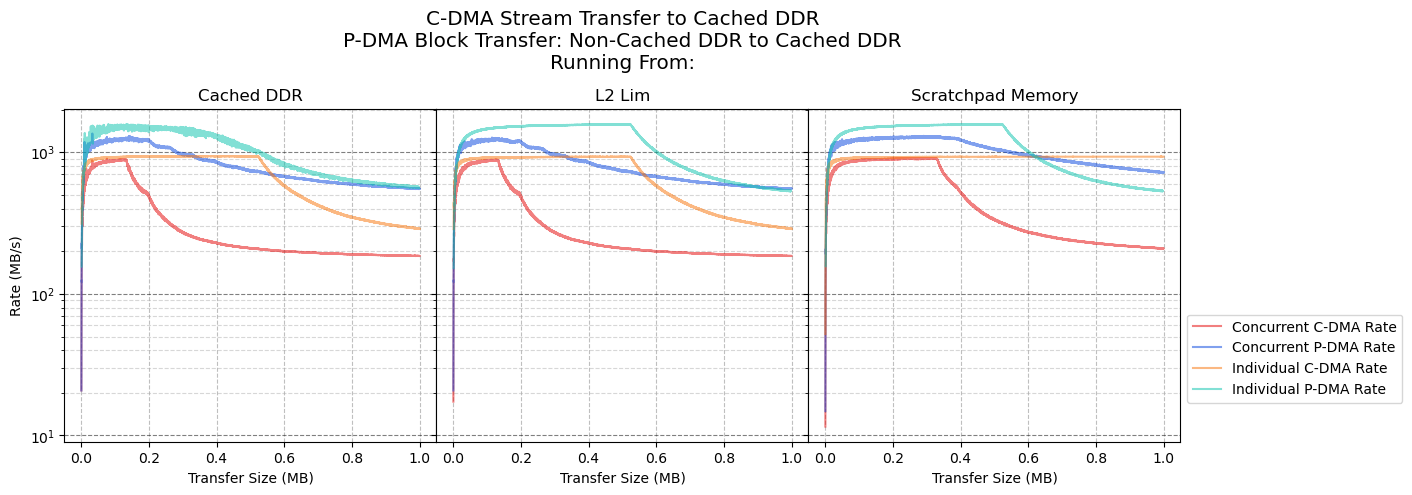 C-DMA Stream Transfer to Cached DDR
P-DMA Block Transfer: Non-Cached DDR to Cached DDR
Running From:
Cached DDR
L2 Lim
Scratchpad Memory
Rate (MB/s)
10³
10²
10¹
0.0 0.2 0.4 0.6 0.8 1.0
0.0 0.2 0.4 0.6 0.8 1.0
0.0 0.2 0.4 0.6 0.8 1.0
Transfer Size (MB)
Transfer Size (MB)
Transfer Size (MB)
Concurrent C-DMA Rate
Concurrent P-DMA Rate
Individual C-DMA Rate
Individual P-DMA Rate